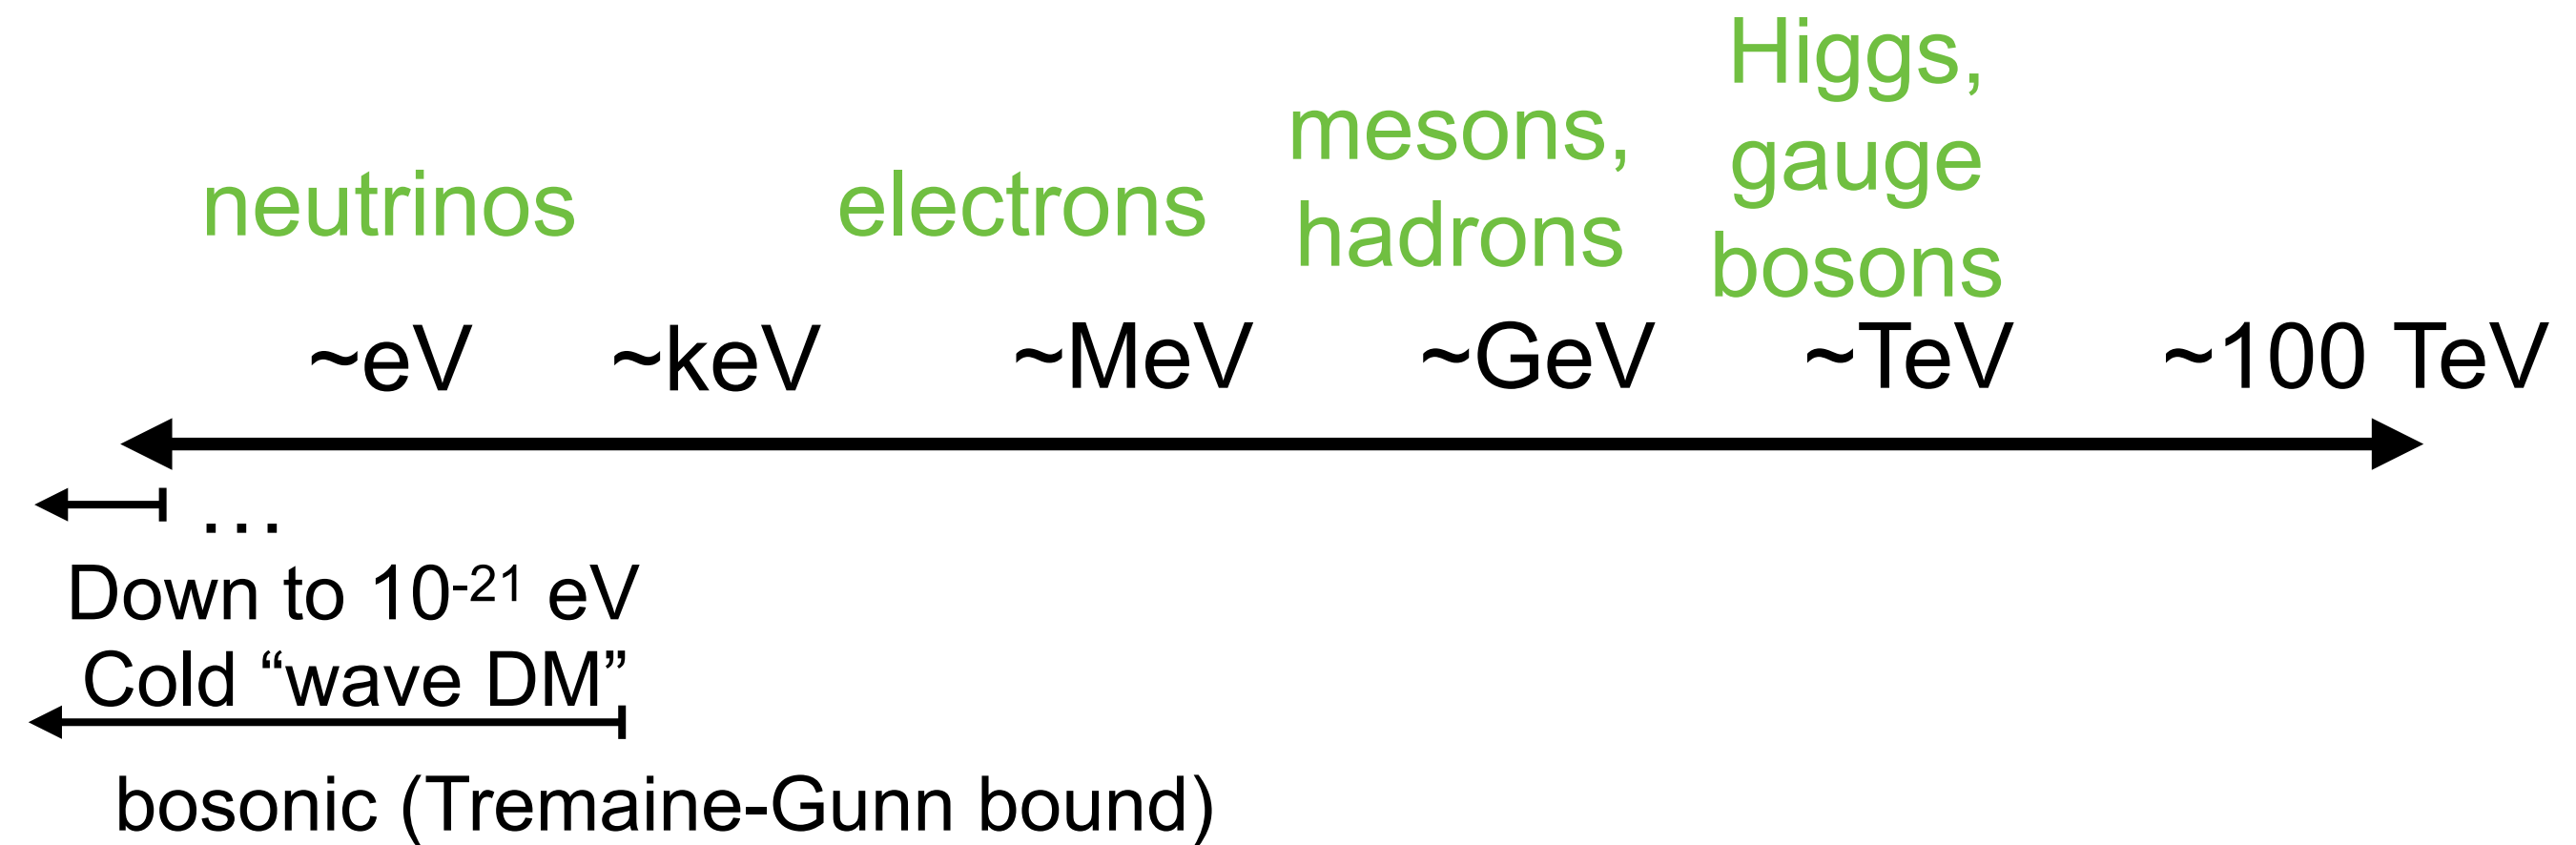 Higgs,
gauge
bosons
mesons,
hadrons
neutrinos electrons
~eV ~keV ~MeV ~GeV ~TeV ~100 TeV
…
Down to 10⁻²¹ eV
Cold “wave DM”
bosonic (Tremaine-Gunn bound)